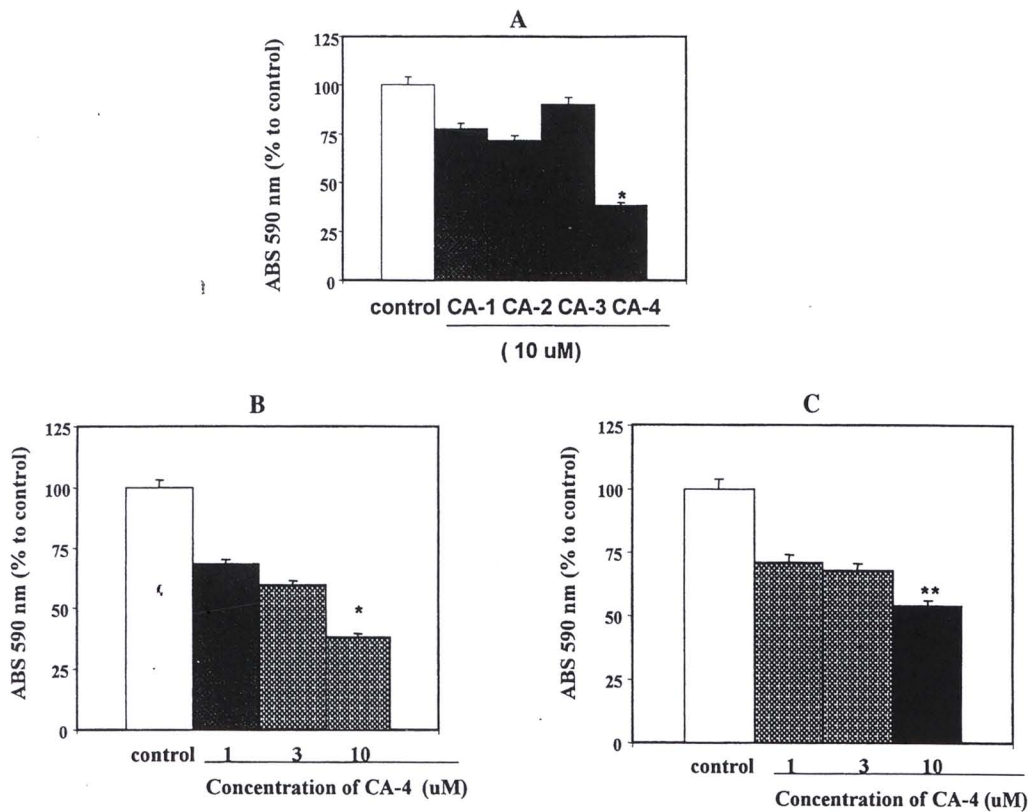 A
ABS 590 nm (% to control)
125
100
75
50
25
0
*
control CA-1 CA-2 CA-3 CA-4
( 10 uM)
B
ABS 590 nm (% to control)
125
100
75
50
25
0
*
control 1 3 10
Concentration of CA-4 (uM)
C
ABS 590 nm (% to control)
125
100
75
50
25
0
**
control 1 3 10
Concentration of CA-4 (uM)